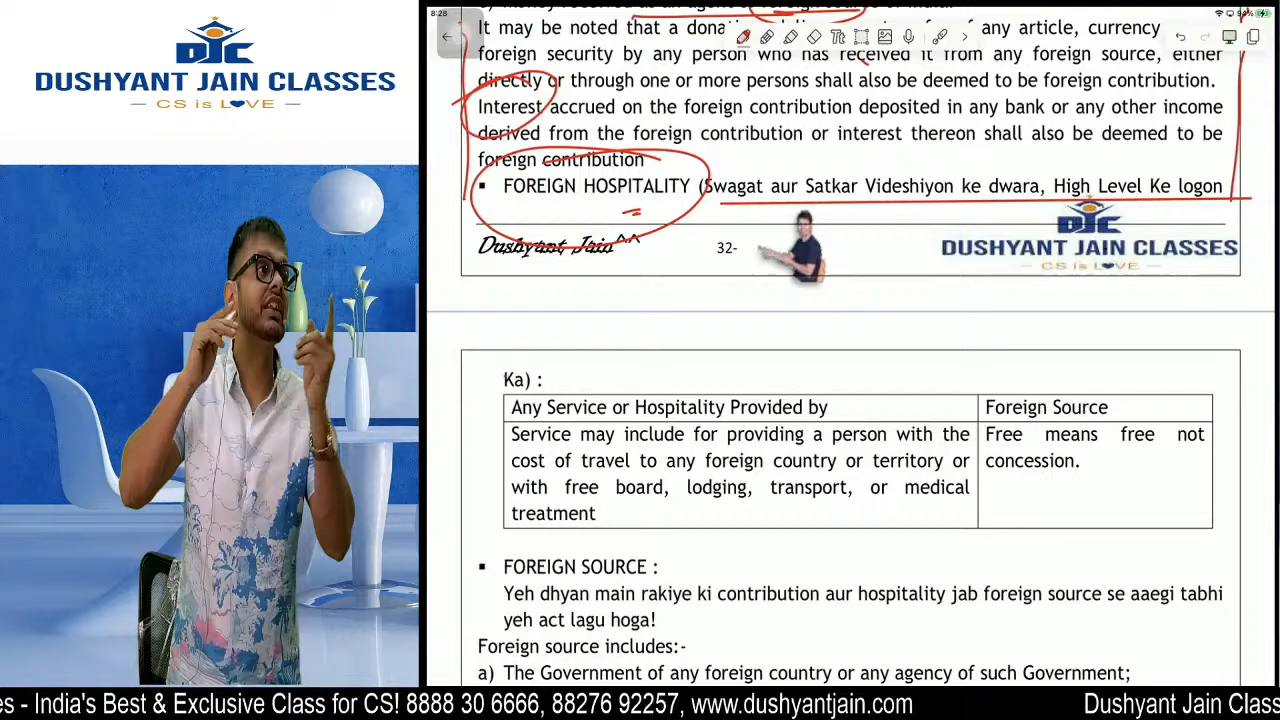 8:28
94%
DJC
DUSHYANT JAIN CLASSES
CS is LOVE
It may be noted that a
any article, currency
Tt
foreign security by any person who has received it from any foreign source, either
directly or through one or more persons shall also be deemed to be foreign contribution.
Interest accrued on the foreign contribution deposited in any bank or any other income
derived from the foreign contribution or interest thereon shall also be deemed to be
foreign contribution
▪ FOREIGN HOSPITALITY (Swagat aur Satkar Videshiyon ke dwara, High Level Ke logon
Dushyant Jain^^
32-
DJC
DUSHYANT JAIN CLASSES
CS is LOVE
Ka) :
Any Service or Hospitality Provided by
Foreign Source
Service may include for providing a person with the
cost of travel to any foreign country or territory or
with free board, lodging, transport, or medical
treatment
Free means free not
concession.
▪ FOREIGN SOURCE :
Yeh dhyan main rakiye ki contribution aur hospitality jab foreign source se aaegi tabhi
yeh act lagu hoga!
Foreign source includes:-
a) The Government of any foreign country or any agency of such Government;
es - India's Best & Exclusive Class for CS! 8888 30 6666, 88276 92257, www.dushyantjain.com
Dushyant Jain Clas